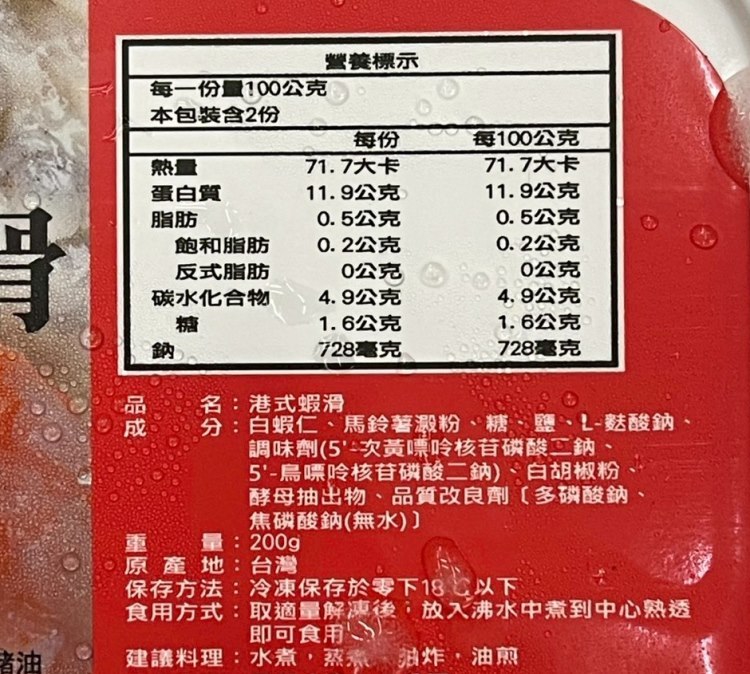 營養標示
每一份量100公克
本包裝含2份
每份 每100公克
熱量 71.7大卡 71.7大卡
蛋白質 11.9公克 11.9公克
脂肪 0.5公克 0.5公克
飽和脂肪 0.2公克 0.2公克
反式脂肪 0公克 0公克
碳水化合物 4.9公克 4.9公克
糖 1.6公克 1.6公克
鈉 728毫克 728毫克
滑
品名：港式蝦滑
成分：白蝦仁、馬鈴薯澱粉、糖、鹽、L-麩酸鈉、
調味劑(5'-次黃嘌呤核苷磷酸二鈉、
5'-鳥嘌呤核苷磷酸二鈉)、白胡椒粉、
酵母抽出物、品質改良劑〔多磷酸鈉、
焦磷酸鈉(無水)〕
重量：200g
原產地：台灣
保存方法：冷凍保存於零下18℃以下
食用方式：取適量解凍後，放入沸水中煮到中心熟透
即可食用
豬油
建議料理：水煮，蒸煮，油炸，油煎